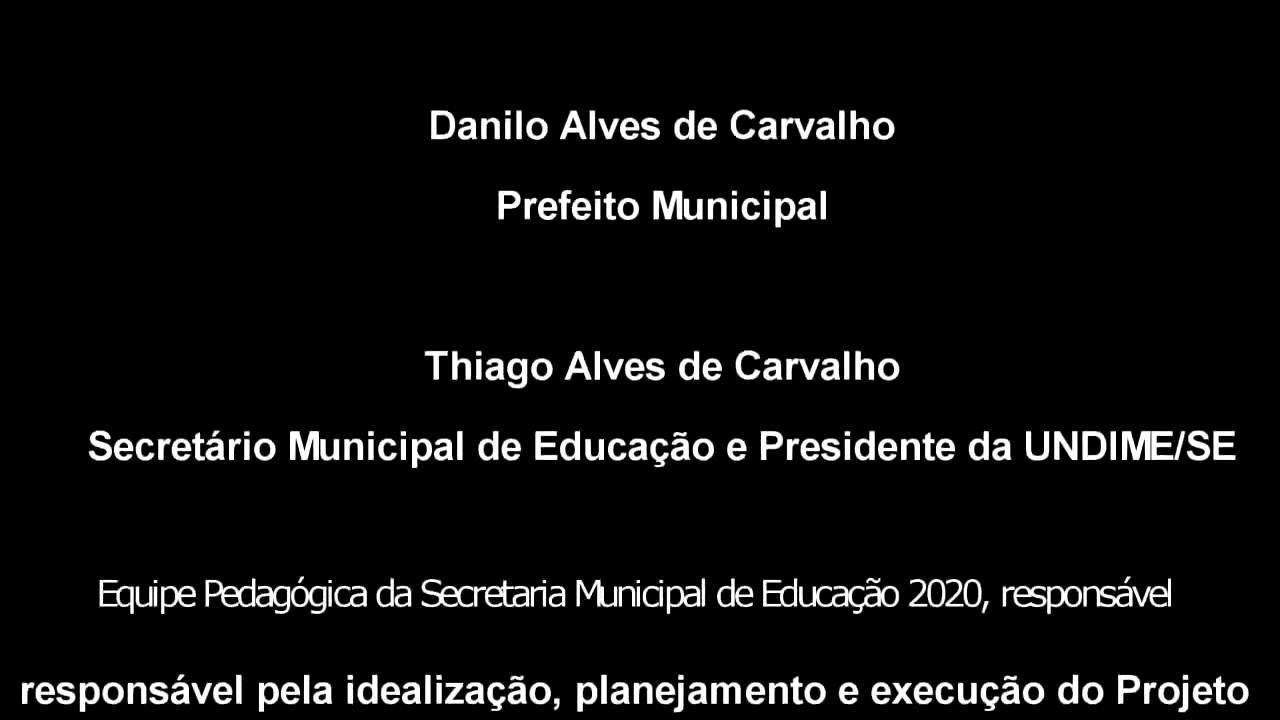 Danilo Alves de Carvalho
Prefeito Municipal
Thiago Alves de Carvalho
Secretário Municipal de Educação e Presidente da UNDIME/SE
Equipe Pedagógica da Secretaria Municipal de Educação 2020, responsável
responsável pela idealização, planejamento e execução do Projeto